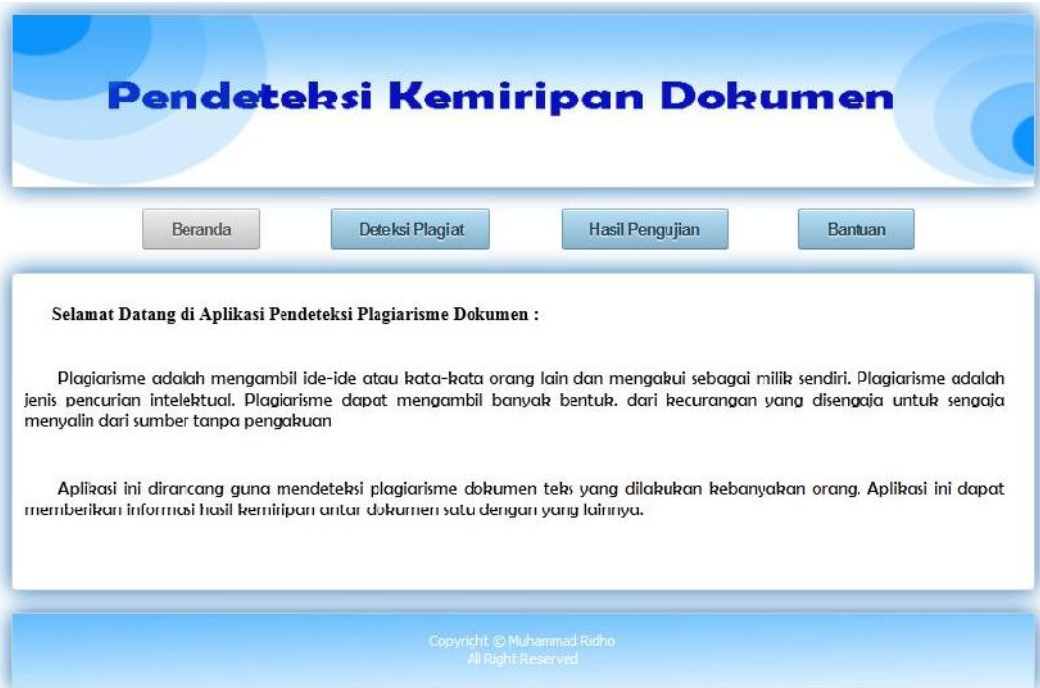 Pendeteksi Kemiripan Dokumen
Beranda
Deteksi Plagiat
Hasil Pengujian
Bantuan
Selamat Datang di Aplikasi Pendeteksi Plagiarisme Dokumen :
Plagiarisme adalah mengambil ide-ide atau kata-kata orang lain dan mengakui sebagai milik sendiri. Plagiarisme adalah
jenis pencurian intelektual. Plagiarisme dapat mengambil banyak bentuk. dari kecurangan yang disengaja untuk sengaja
menyalin dari sumber tanpa pengakuan
Aplikasi ini dirancang guna mendeteksi plagiarisme dokumen teks yang dilakukan kebanyakan orang. Aplikasi ini dapat
memberikan informasi hasil kemiripan antar dokumen satu dengan yang lainnya.
Copyright © Muhammad Ridho
All Right Reserved